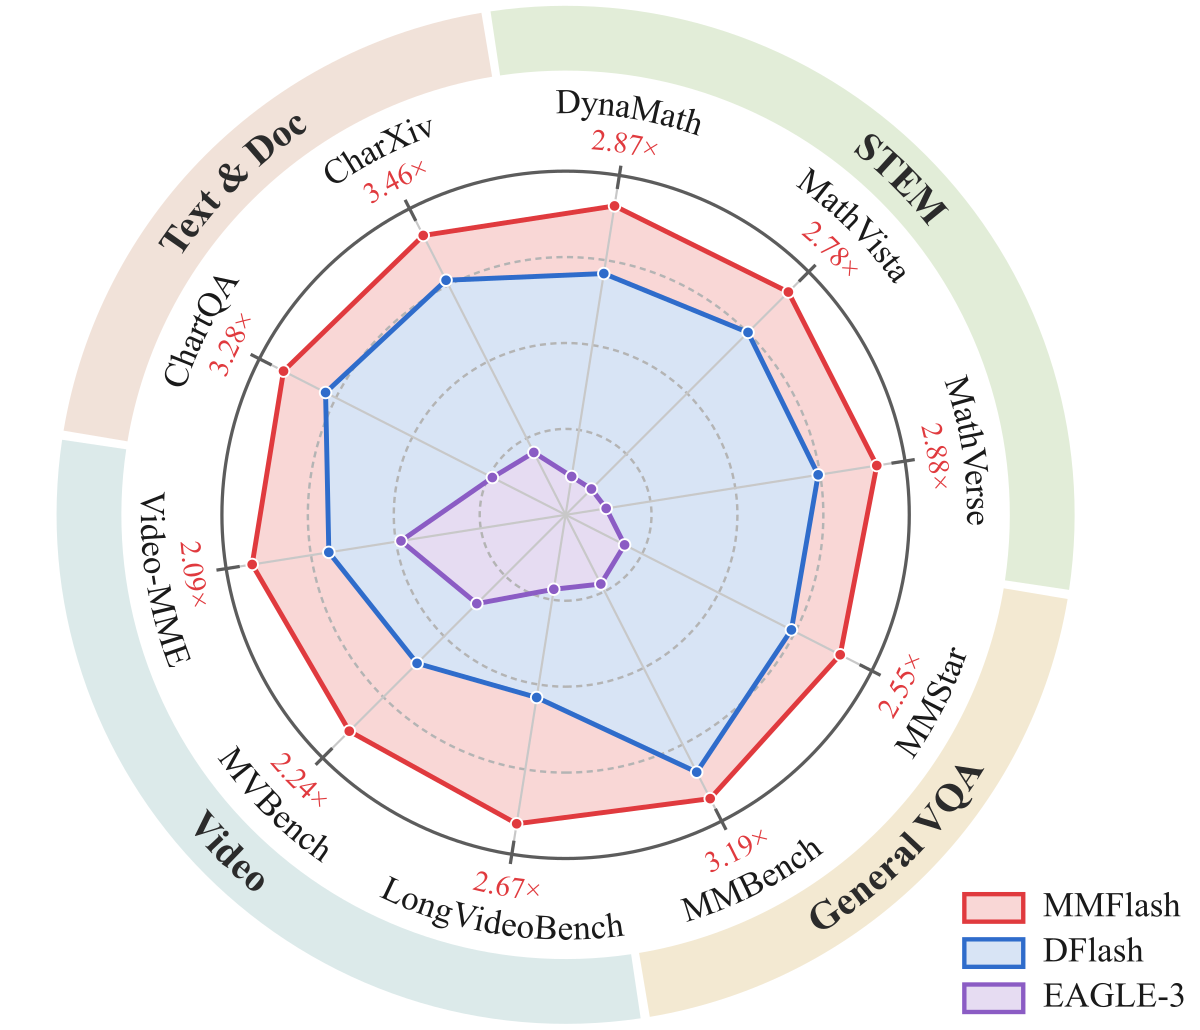 Text & Doc
STEM
General VQA
Video
DynaMath
2.87×
MathVista
2.78×
MathVerse
2.88×
MMStar
2.55×
MMBench
3.19×
LongVideoBench
2.67×
MVBench
2.24×
Video-MME
2.09×
ChartQA
3.28×
CharXiv
3.46×
MMFlash
DFlash
EAGLE-3